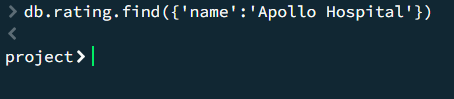 > db.rating.find({'name':'Apollo Hospital'})
<
project>